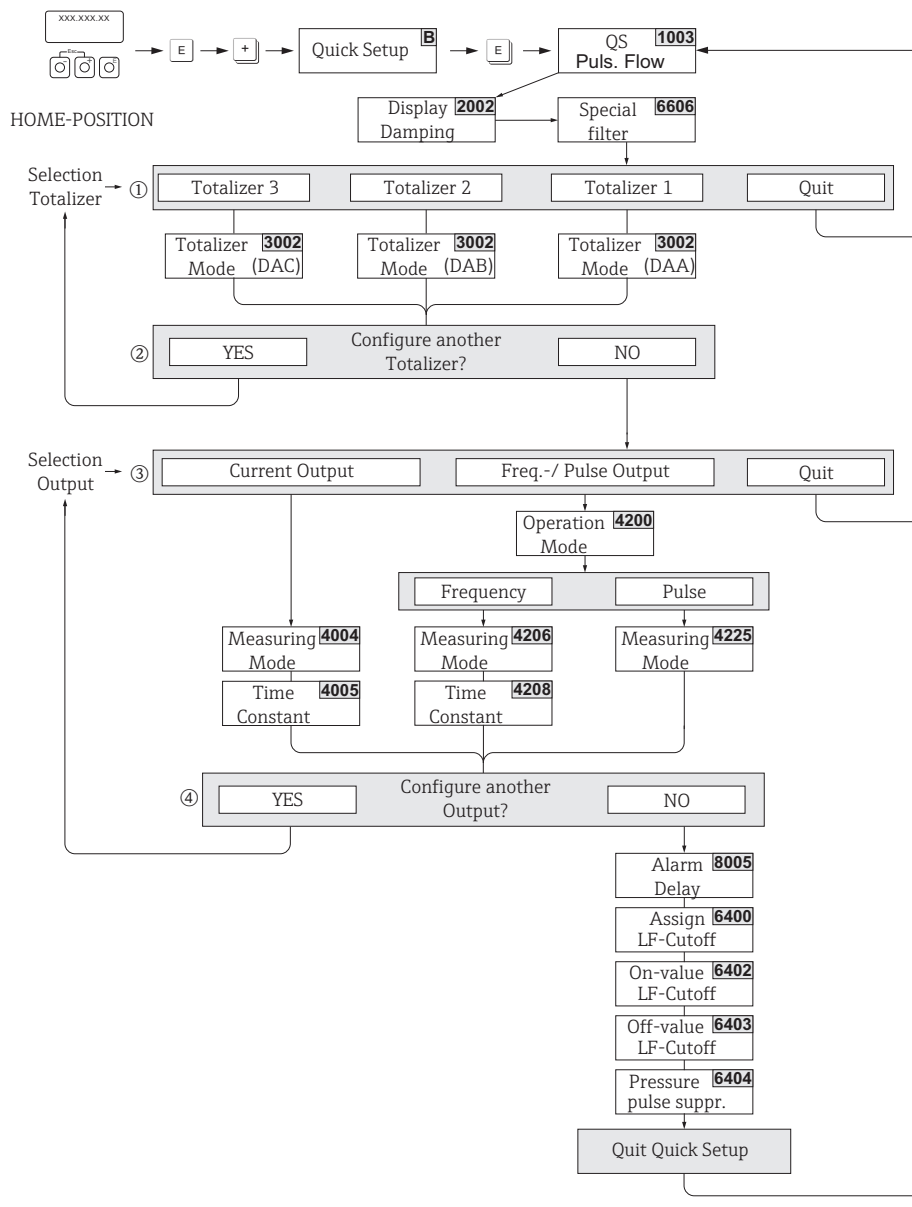 xxx.xxx.xx
Esc
- + E
E
+
Quick Setup B
E
QS 1003
Puls. Flow
HOME-POSITION
Display 2002
Damping
Special 6606
filter
Selection
Totalizer
① Totalizer 3 Totalizer 2 Totalizer 1 Quit
Totalizer 3002
Mode (DAC)
Totalizer 3002
Mode (DAB)
Totalizer 3002
Mode (DAA)
② YES Configure another NO
Totalizer?
Selection
Output
③ Current Output Freq.-/ Pulse Output Quit
Operation 4200
Mode
Frequency Pulse
Measuring 4004
Mode
Measuring 4206
Mode
Measuring 4225
Mode
Time 4005
Constant
Time 4208
Constant
④ YES Configure another NO
Output?
Alarm 8005
Delay
Assign 6400
LF-Cutoff
On-value 6402
LF-Cutoff
Off-value 6403
LF-Cutoff
Pressure 6404
pulse suppr.
Quit Quick Setup